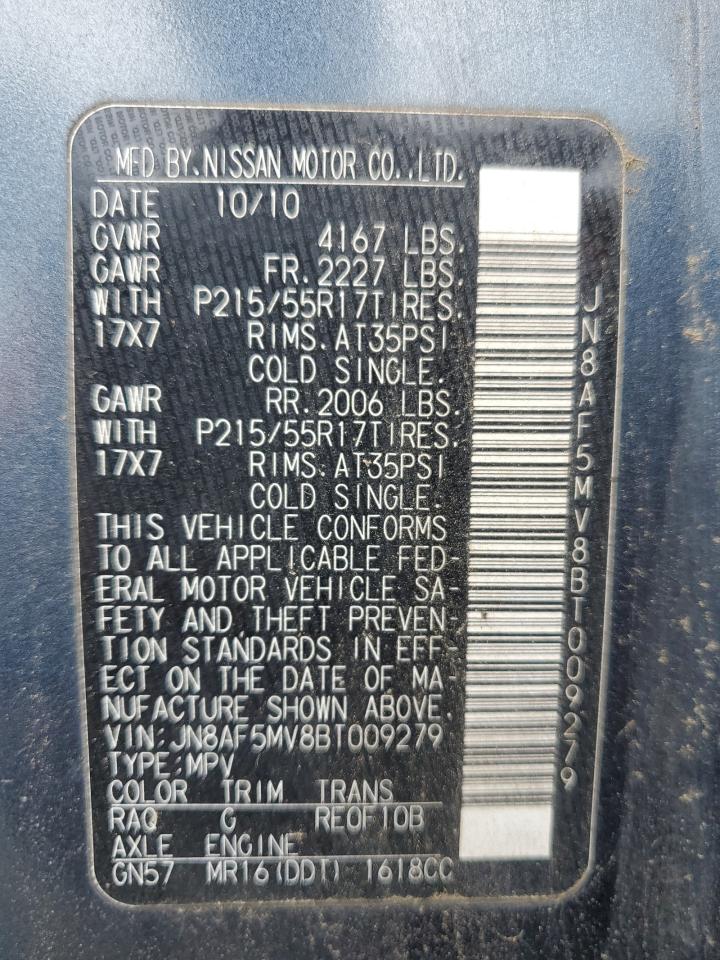 MFD BY.NISSAN MOTOR CO.,LTD.
DATE 10/10
GVWR 4167 LBS.
GAWR FR.2227 LBS.
WITH P215/55R17TIRES.
17X7 RIMS.AT35PSI
COLD SINGLE.
GAWR RR.2006 LBS.
WITH P215/55R17TIRES.
17X7 RIMS.AT35PSI
COLD SINGLE.
THIS VEHICLE CONFORMS
TO ALL APPLICABLE FED-
ERAL MOTOR VEHICLE SA-
FETY AND THEFT PREVEN-
TION STANDARDS IN EFF-
ECT ON THE DATE OF MA-
NUFACTURE SHOWN ABOVE.
VIN:JN8AF5MV8BT009279
TYPE:MPV
COLOR TRIM TRANS
RAQ G RE0F10B
AXLE ENGINE
GN57 MR16(DDT) 1618CC
JN8AF5MV8BT009279